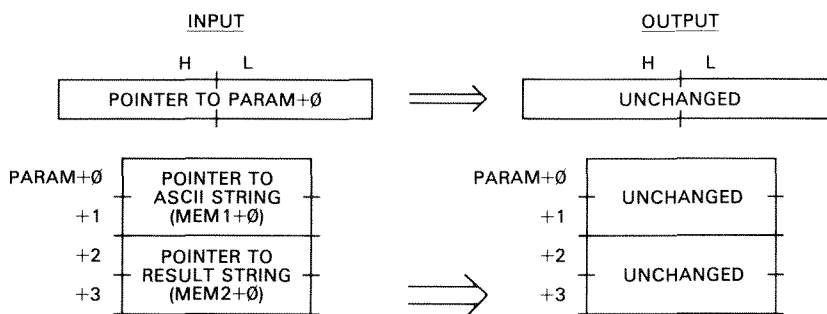 INPUT
OUTPUT
H L
H L
POINTER TO PARAM+Ø
UNCHANGED
PARAM+Ø
+1
POINTER TO
ASCII STRING
(MEM1+Ø)
+2
+3
POINTER TO
RESULT STRING
(MEM2+Ø)
PARAM+Ø
+1
UNCHANGED
+2
+3
UNCHANGED